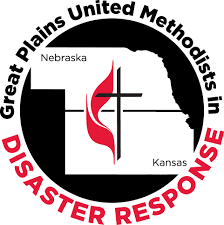 Great Plains United Methodists in
Nebraska
Kansas
DISASTER RESPONSE